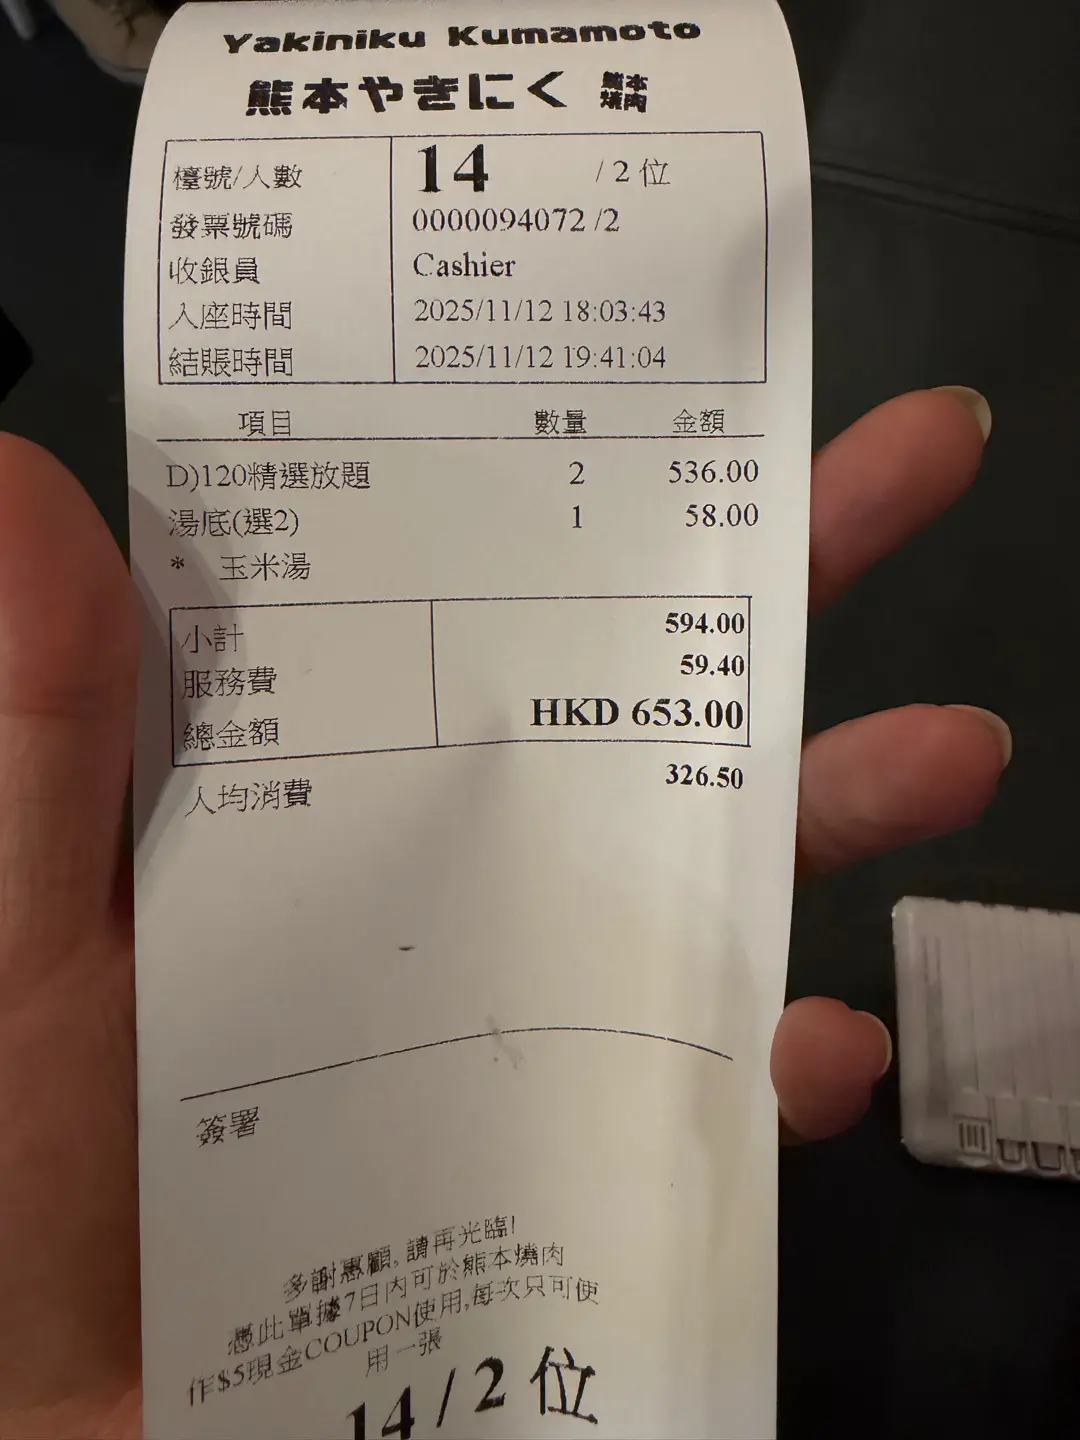 Yakiniku Kumamoto
熊本やきにく 熊本焼肉
檯號/人數 14 / 2 位
發票號碼 0000094072 /2
收銀員 Cashier
入座時間 2025/11/12 18:03:43
結賬時間 2025/11/12 19:41:04
項目 數量 金額
D)120精選放題 2 536.00
湯底(選2) 1 58.00
* 玉米湯
小計 594.00
服務費 59.40
總金額 HKD 653.00
人均消費 326.50
簽署
多謝惠顧, 請再光臨!
憑此單據7日內可於熊本燒肉
作$5現金COUPON使用,每次只可使
用一張
14 / 2 位